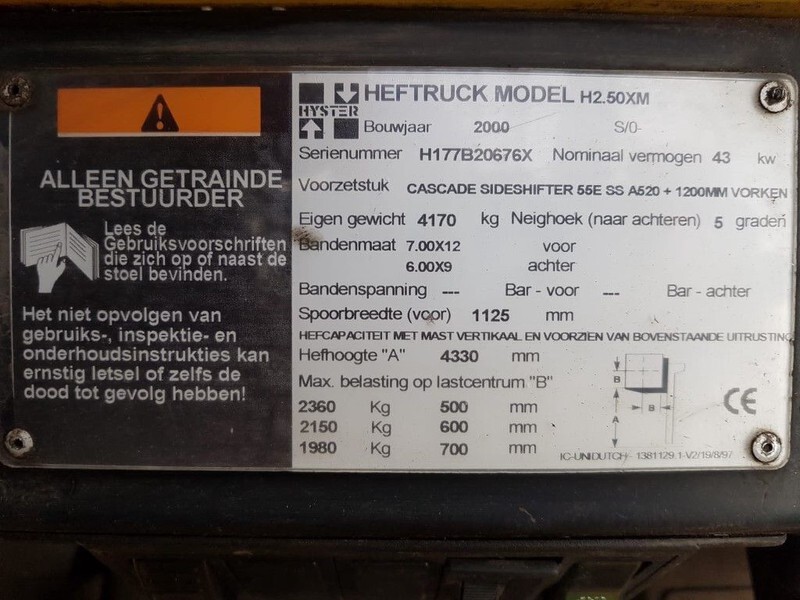 ALLEEN GETRAINDE
BESTUURDER
Lees de
Gebruiksvoorschriften
die zich op of naast de
stoel bevinden.
Het niet opvolgen van
gebruiks-, inspektie- en
onderhoudsinstrukties kan
ernstig letsel of zelfs de
dood tot gevolg hebben!
HYSTER
HEFTRUCK MODEL H2.50XM
Bouwjaar 2000 S/0-
Serienummer H177B20676X Nominaal vermogen 43 kw
Voorzetstuk CASCADE SIDESHIFTER 55E SS A520 + 1200MM VORKEN
Eigen gewicht 4170 kg Neighoek (naar achteren) 5 graden
Bandenmaat 7.00X12 voor
6.00X9 achter
Bandenspanning --- Bar - voor --- Bar - achter
Spoorbreedte (voor) 1125 mm
HEFCAPACITEIT MET MAST VERTIKAAL EN VOORZIEN VAN BOVENSTAANDE UITRUSTING
Hefhoogte "A" 4330 mm
Max. belasting op lastcentrum "B"
2360 Kg 500 mm
2150 Kg 600 mm
1980 Kg 700 mm
B
B
A
CE
IC-UNIDUTCH - 1381129.1-V2/19/8/97